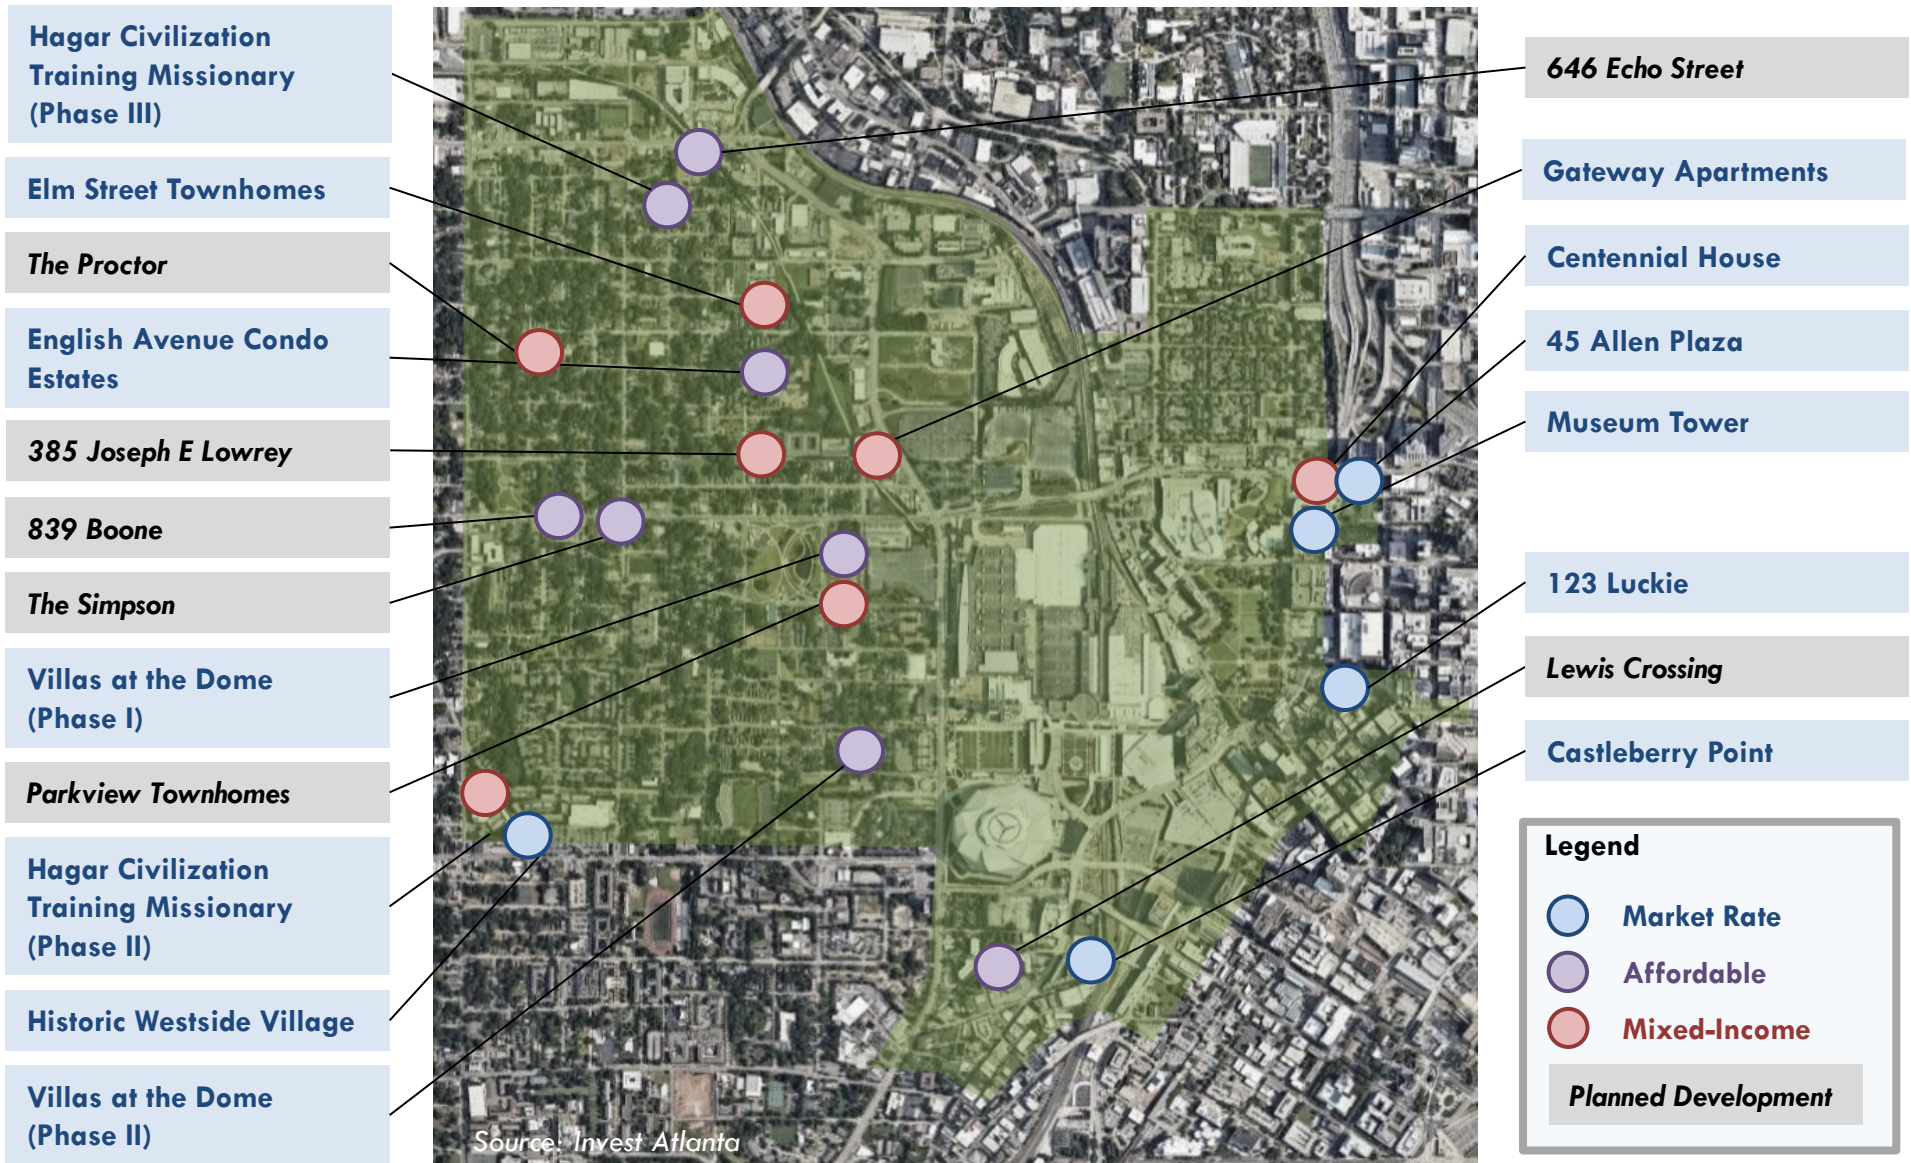 Hagar Civilization
Training Missionary
(Phase III)
Elm Street Townhomes
The Proctor
English Avenue Condo
Estates
385 Joseph E Lowrey
839 Boone
The Simpson
Villas at the Dome
(Phase I)
Parkview Townhomes
Hagar Civilization
Training Missionary
(Phase II)
Historic Westside Village
Villas at the Dome
(Phase II)
Source: Invest Atlanta
646 Echo Street
Gateway Apartments
Centennial House
45 Allen Plaza
Museum Tower
123 Luckie
Lewis Crossing
Castleberry Point
Legend
Market Rate
Affordable
Mixed-Income
Planned Development